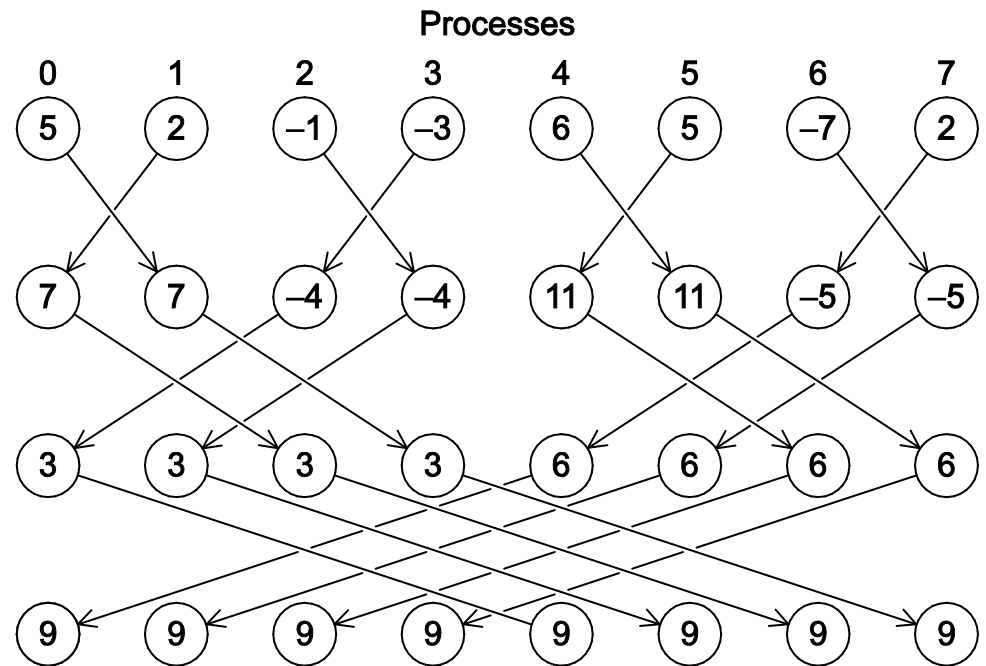 Processes
0 1 2 3 4 5 6 7
5 2 –1 –3 6 5 –7 2
7 7 –4 –4 11 11 –5 –5
3 3 3 3 6 6 6 6
9 9 9 9 9 9 9 9